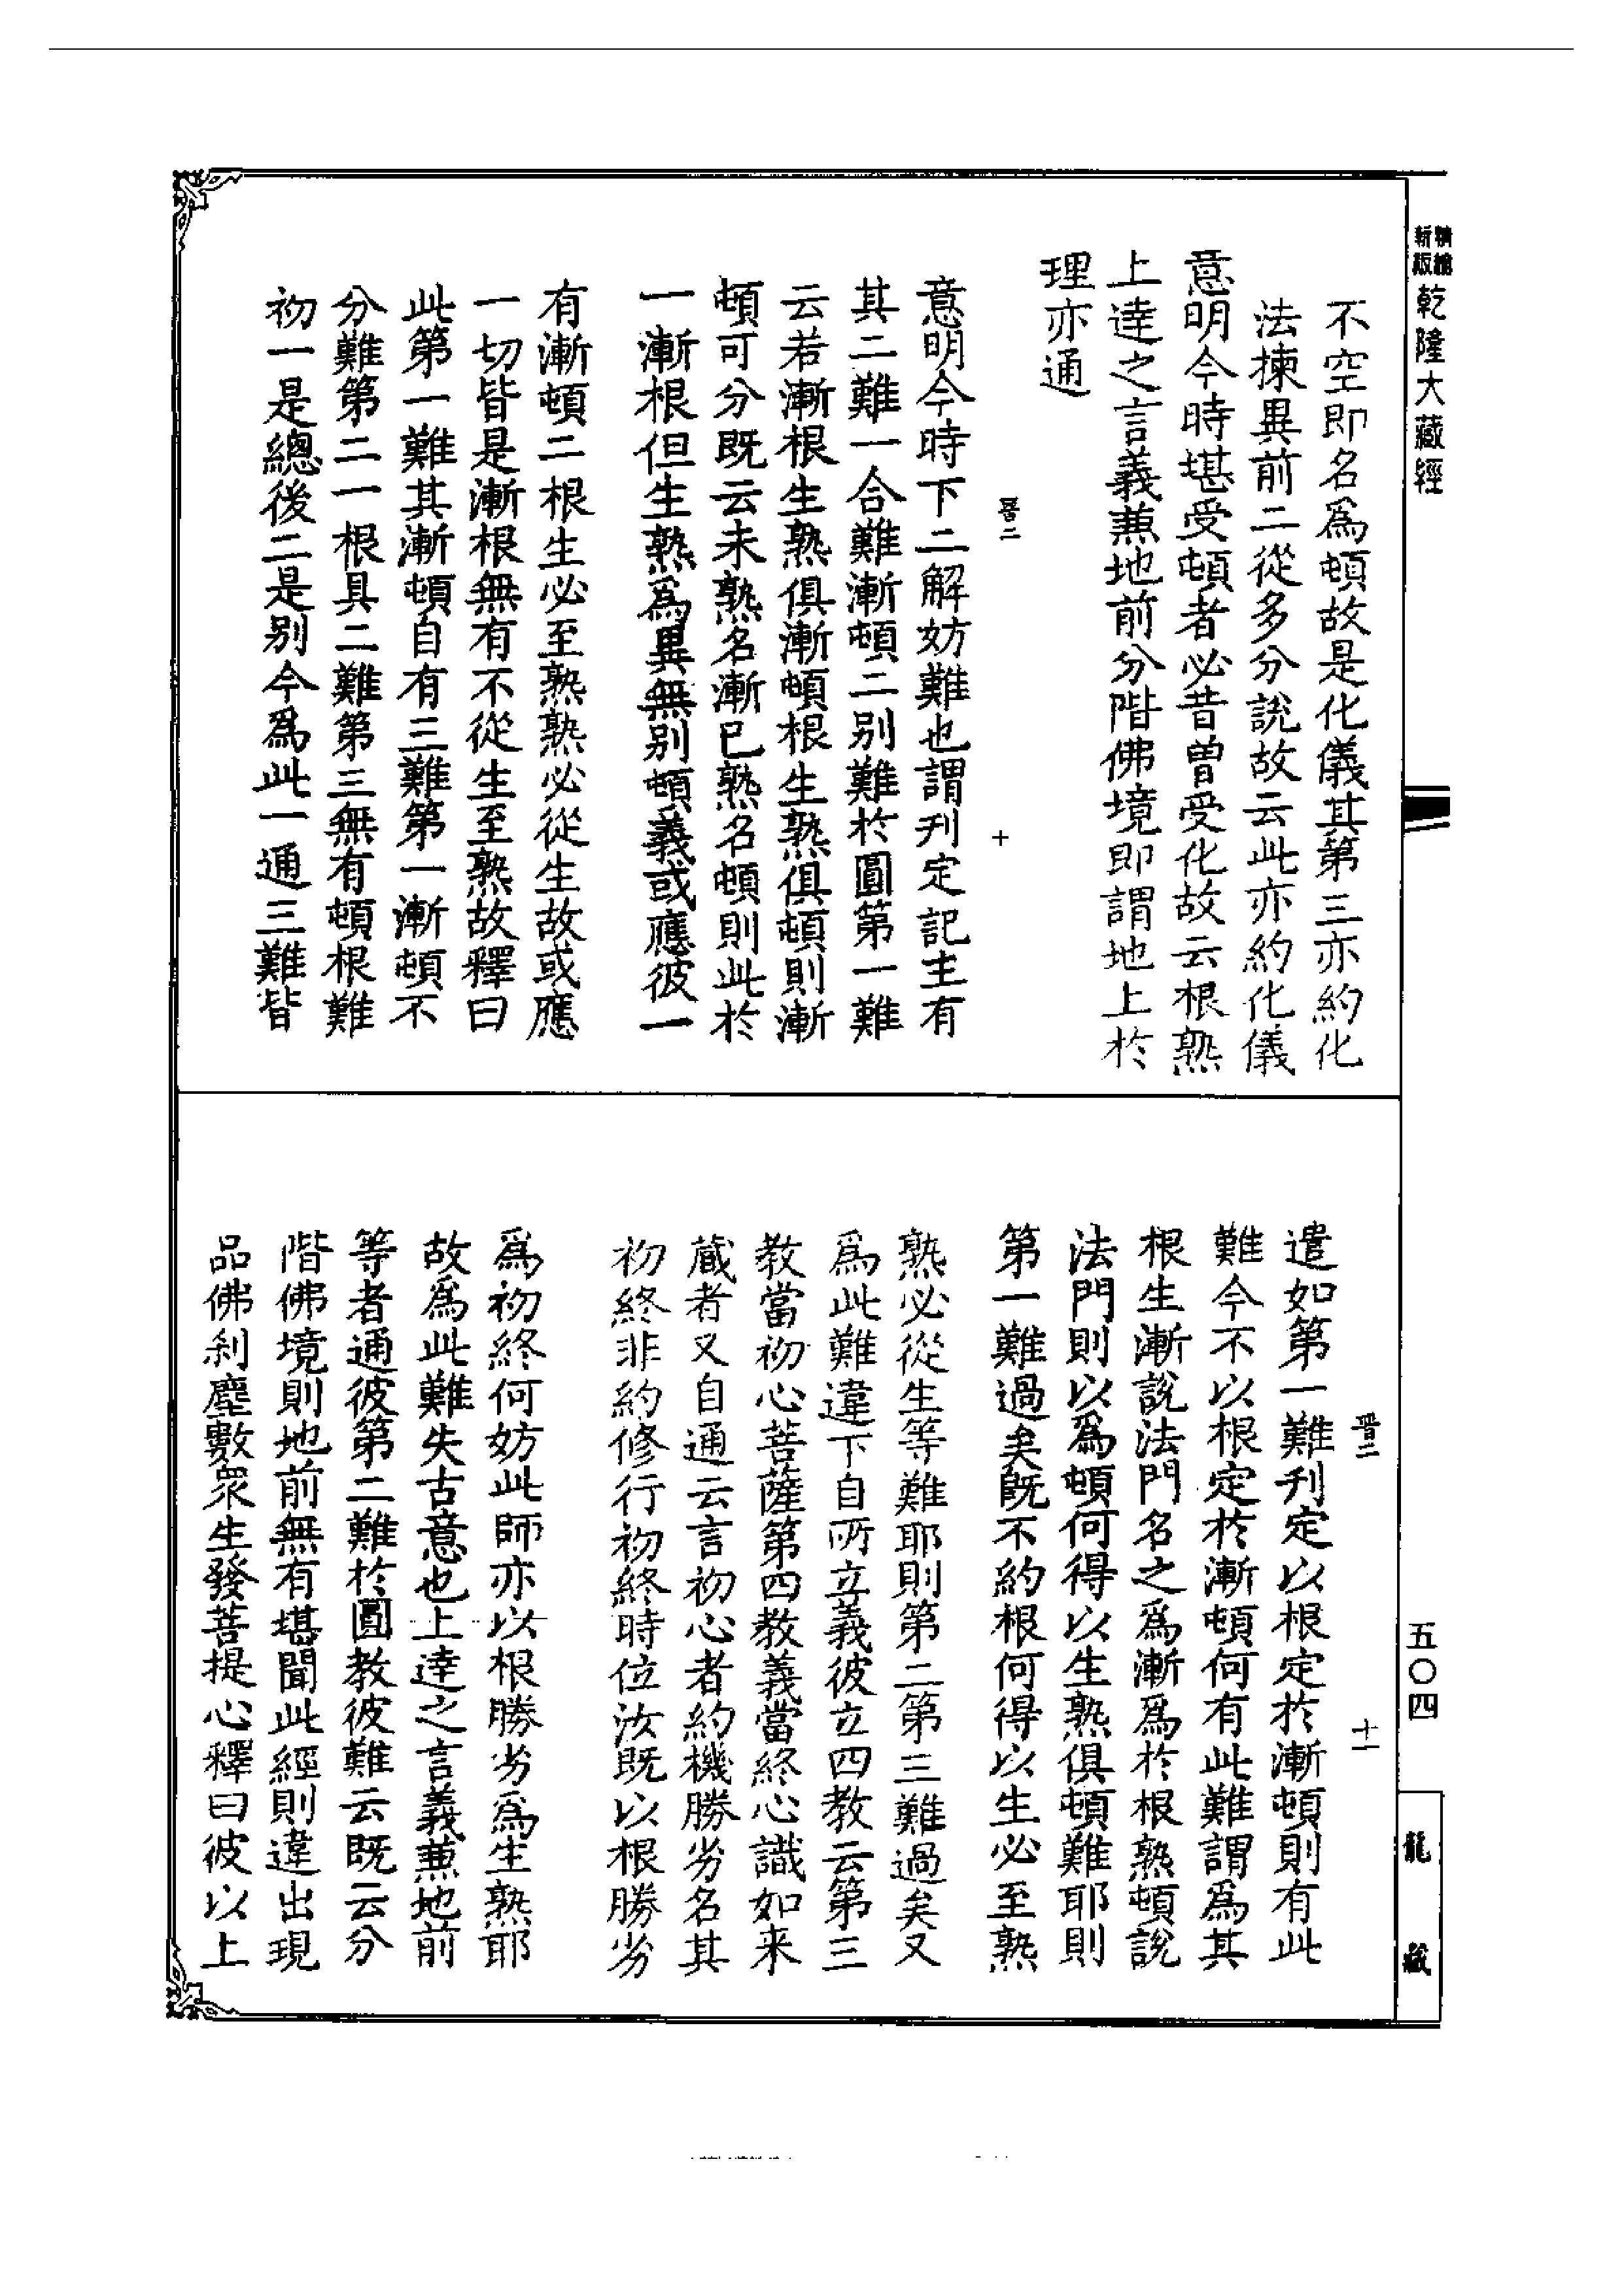 精繪
新版
乾隆大藏經
不空即名為頓故是化儀其第三亦約化
法揀異前二從多分說故云此亦約化儀
意明今時堪受頓者必昔曾受化故云根熟
上達之言義兼地前分階佛境即謂地上於
理亦通
晉二
十
意明今時下二解妨難也謂刋定記主有
其二難一合難漸頓二別難於圓第一難
云若漸根生熟俱漸頓根生熟俱頓則漸
頓可分既云未熟名漸已熟名頓則此於
一漸根但生熟為異無別頓義或應彼一
有漸頓二根生必至熟熟必從生故或應
一切皆是漸根無有不從生至熟故釋曰
此第一難其漸頓自有三難第一漸頓不
分難第二一根具二難第三無有頓根難
初一是總後二是別今為此一通三難皆
五〇四
龍藏
晉二
十一
遣如第一難刋定以根定於漸頓則有此
難今不以根定於漸頓何有此難謂為其
根生漸說法門名之為漸為於根熟頓說
法門則以為頓何得以生熟俱頓難耶則
第一難過矣既不約根何得以生必至熟
熟必從生等難耶則第二第三難過矣又
為此難違下自所立義彼立四教云第三
教當初心菩薩第四教義當終心識如来
藏者又自通云言初心者約機勝劣名其
初終非約修行初終時位汝既以根勝劣
為初終何妨此師亦以根勝劣為生熟耶
故為此難失古意也上達之言義兼地前
等者通彼第二難於圓教彼難云既云分
階佛境則地前無有堪聞此經則違出現
品佛刹塵數衆生發菩提心釋曰彼以上